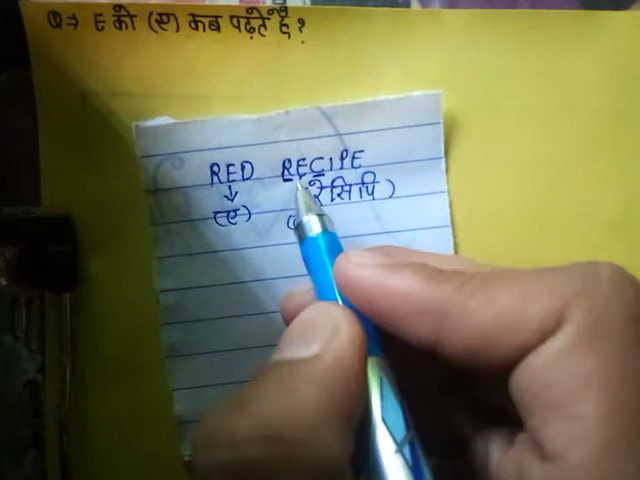 Q→ E को (ए) कब पढ़ते हैं?
RED RECIPE
(रेसिपि)
(ए)